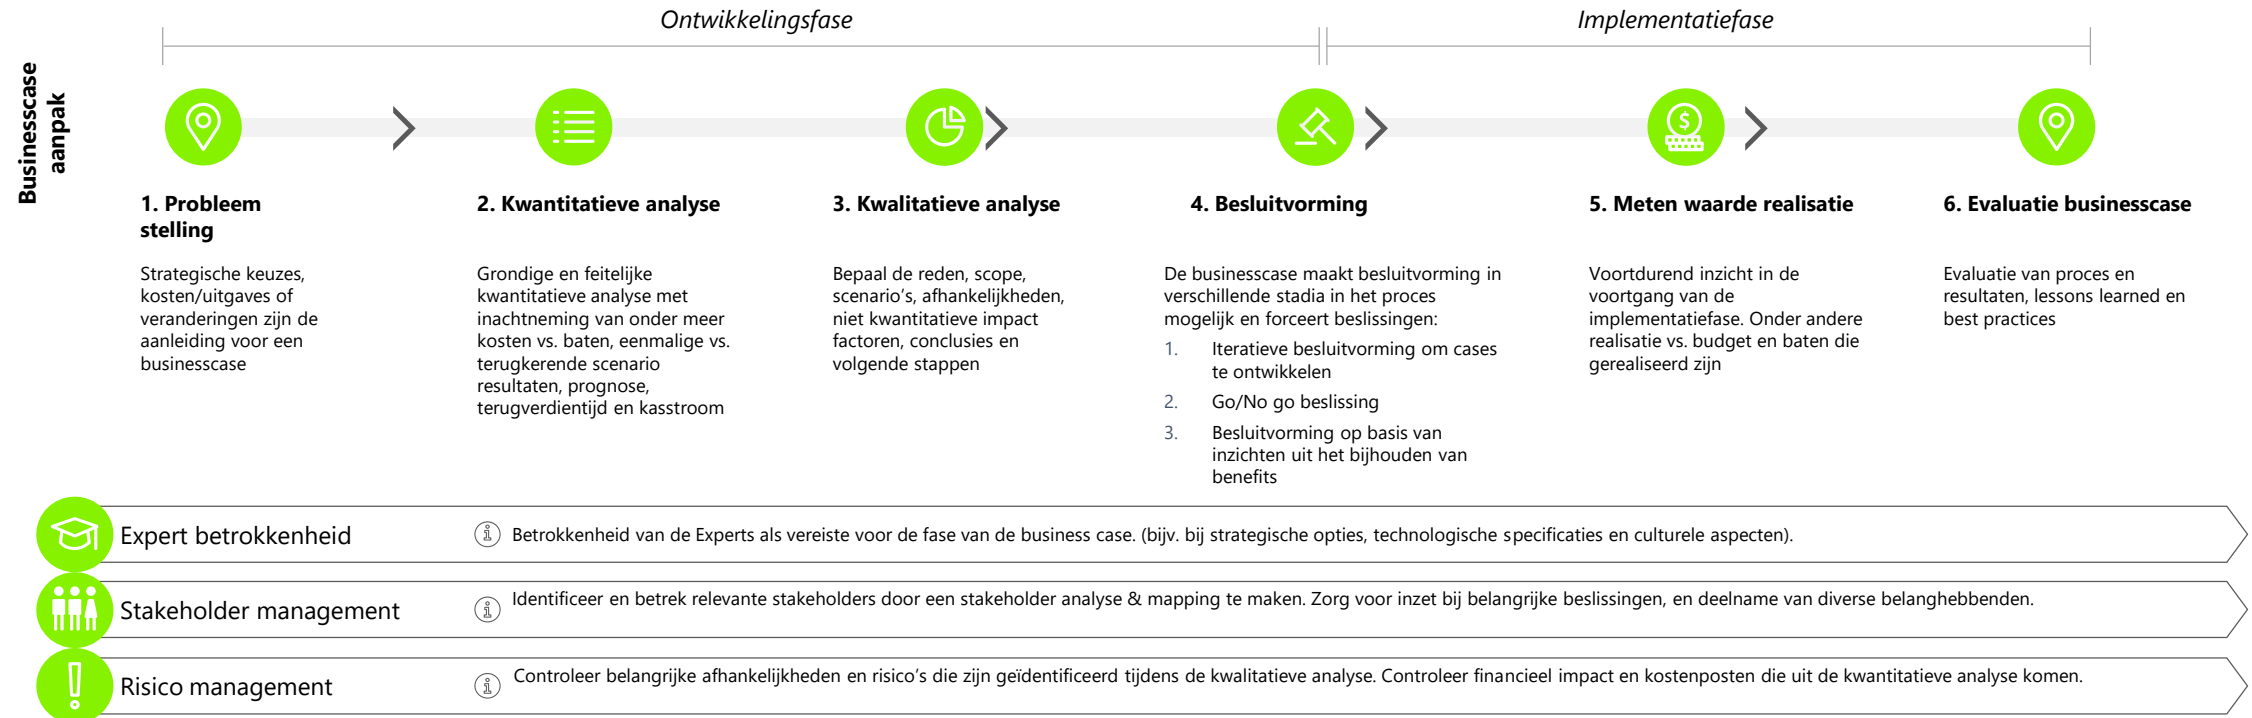 Ontwikkelingsfase
Implementatiefase
Businesscase
aanpak
1. Probleem
stelling
Strategische keuzes,
kosten/uitgaves of
veranderingen zijn de
aanleiding voor een
businesscase
2. Kwantitatieve analyse
Grondige en feitelijke
kwantitatieve analyse met
inachtneming van onder meer
kosten vs. baten, eenmalige vs.
terugkerende scenario
resultaten, prognose,
terugverdientijd en kasstroom
3. Kwalitatieve analyse
Bepaal de reden, scope,
scenario's, afhankelijkheden,
niet kwantitatieve impact
factoren, conclusies en
volgende stappen
4. Besluitvorming
De businesscase maakt besluitvorming in
verschillende stadia in het proces
mogelijk en forceert beslissingen:
1. Iteratieve besluitvorming om cases
te ontwikkelen
2. Go/No go beslissing
3. Besluitvorming op basis van
inzichten uit het bijhouden van
benefits
5. Meten waarde realisatie
Voortdurend inzicht in de
voortgang van de
implementatiefase. Onder andere
realisatie vs. budget en baten die
gerealiseerd zijn
6. Evaluatie businesscase
Evaluatie van proces en
resultaten, lessons learned en
best practices
Expert betrokkenheid
Betrokkenheid van de Experts als vereiste voor de fase van de business case. (bijv. bij strategische opties, technologische specificaties en culturele aspecten).
Stakeholder management
Identificeer en betrek relevante stakeholders door een stakeholder analyse & mapping te maken. Zorg voor inzet bij belangrijke beslissingen, en deelname van diverse belanghebbenden.
Risico management
Controleer belangrijke afhankelijkheden en risico's die zijn geïdentificeerd tijdens de kwalitatieve analyse. Controleer financieel impact en kostenposten die uit de kwantitatieve analyse komen.